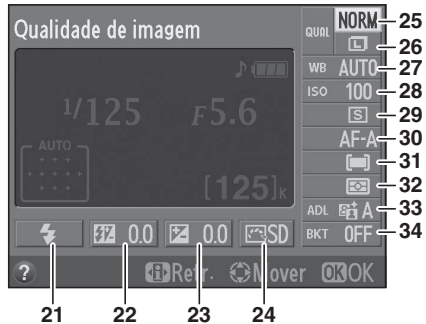 Qualidade de imagem
QUAL NORM 25
L 26
WB AUTO 27
ISO 100 28
S 29
AF-A 30
31
32
ADL A 33
BKT OFF 34
1/125 F5.6
AUTO
[125]K
0.0 0.0 SD
? Retr. Mover OK OK
21 22 23 24